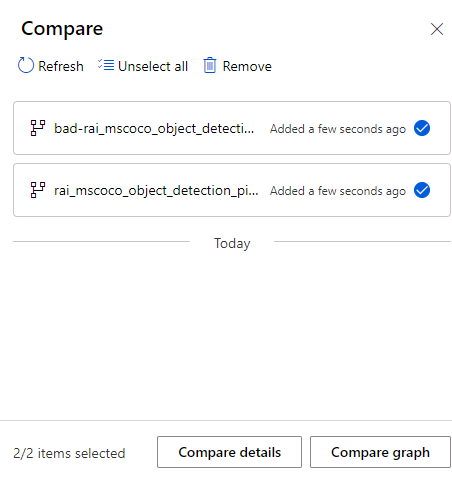 Compare
Refresh Unselect all Remove
bad-rai_mscoco_object_detecti... Added a few seconds ago
rai_mscoco_object_detection_pi... Added a few seconds ago
Today
2/2 items selected Compare details Compare graph